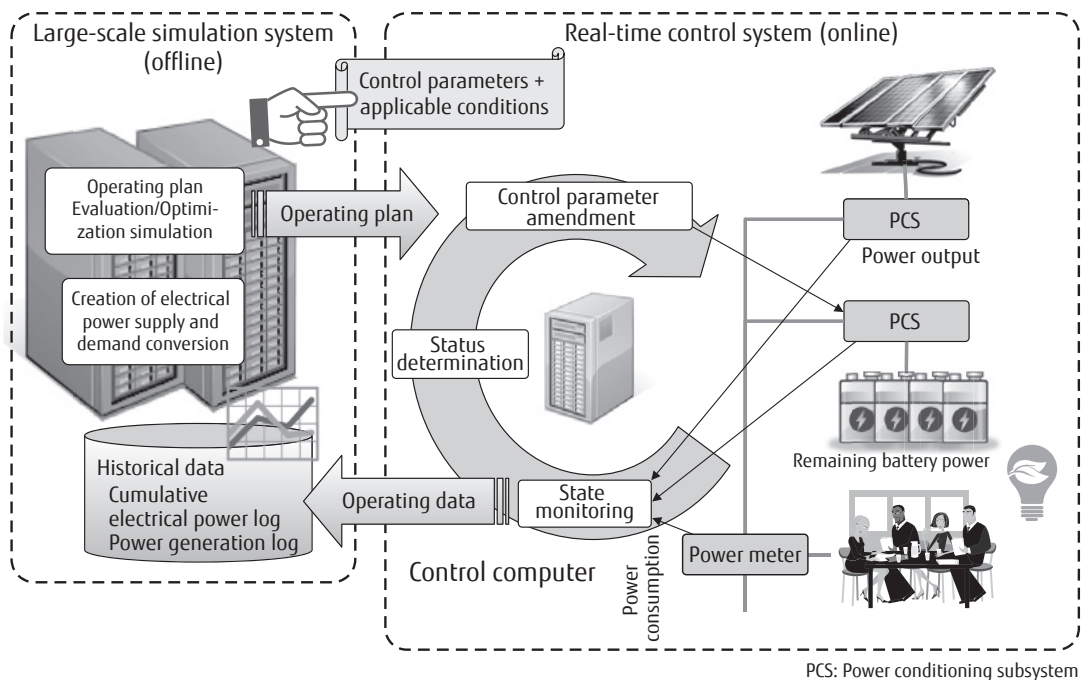 Large-scale simulation system
(offline)
Real-time control system (online)
Control parameters +
applicable conditions
Operating plan
Evaluation/Optimi-
zation simulation
Operating plan
Control parameter
amendment
PCS
Power output
Creation of electrical
power supply and
demand conversion
Status
determination
PCS
Remaining battery power
Historical data
Cumulative
electrical power log
Power generation log
Operating data
State
monitoring
Power
consumption
Power meter
Control computer
PCS: Power conditioning subsystem